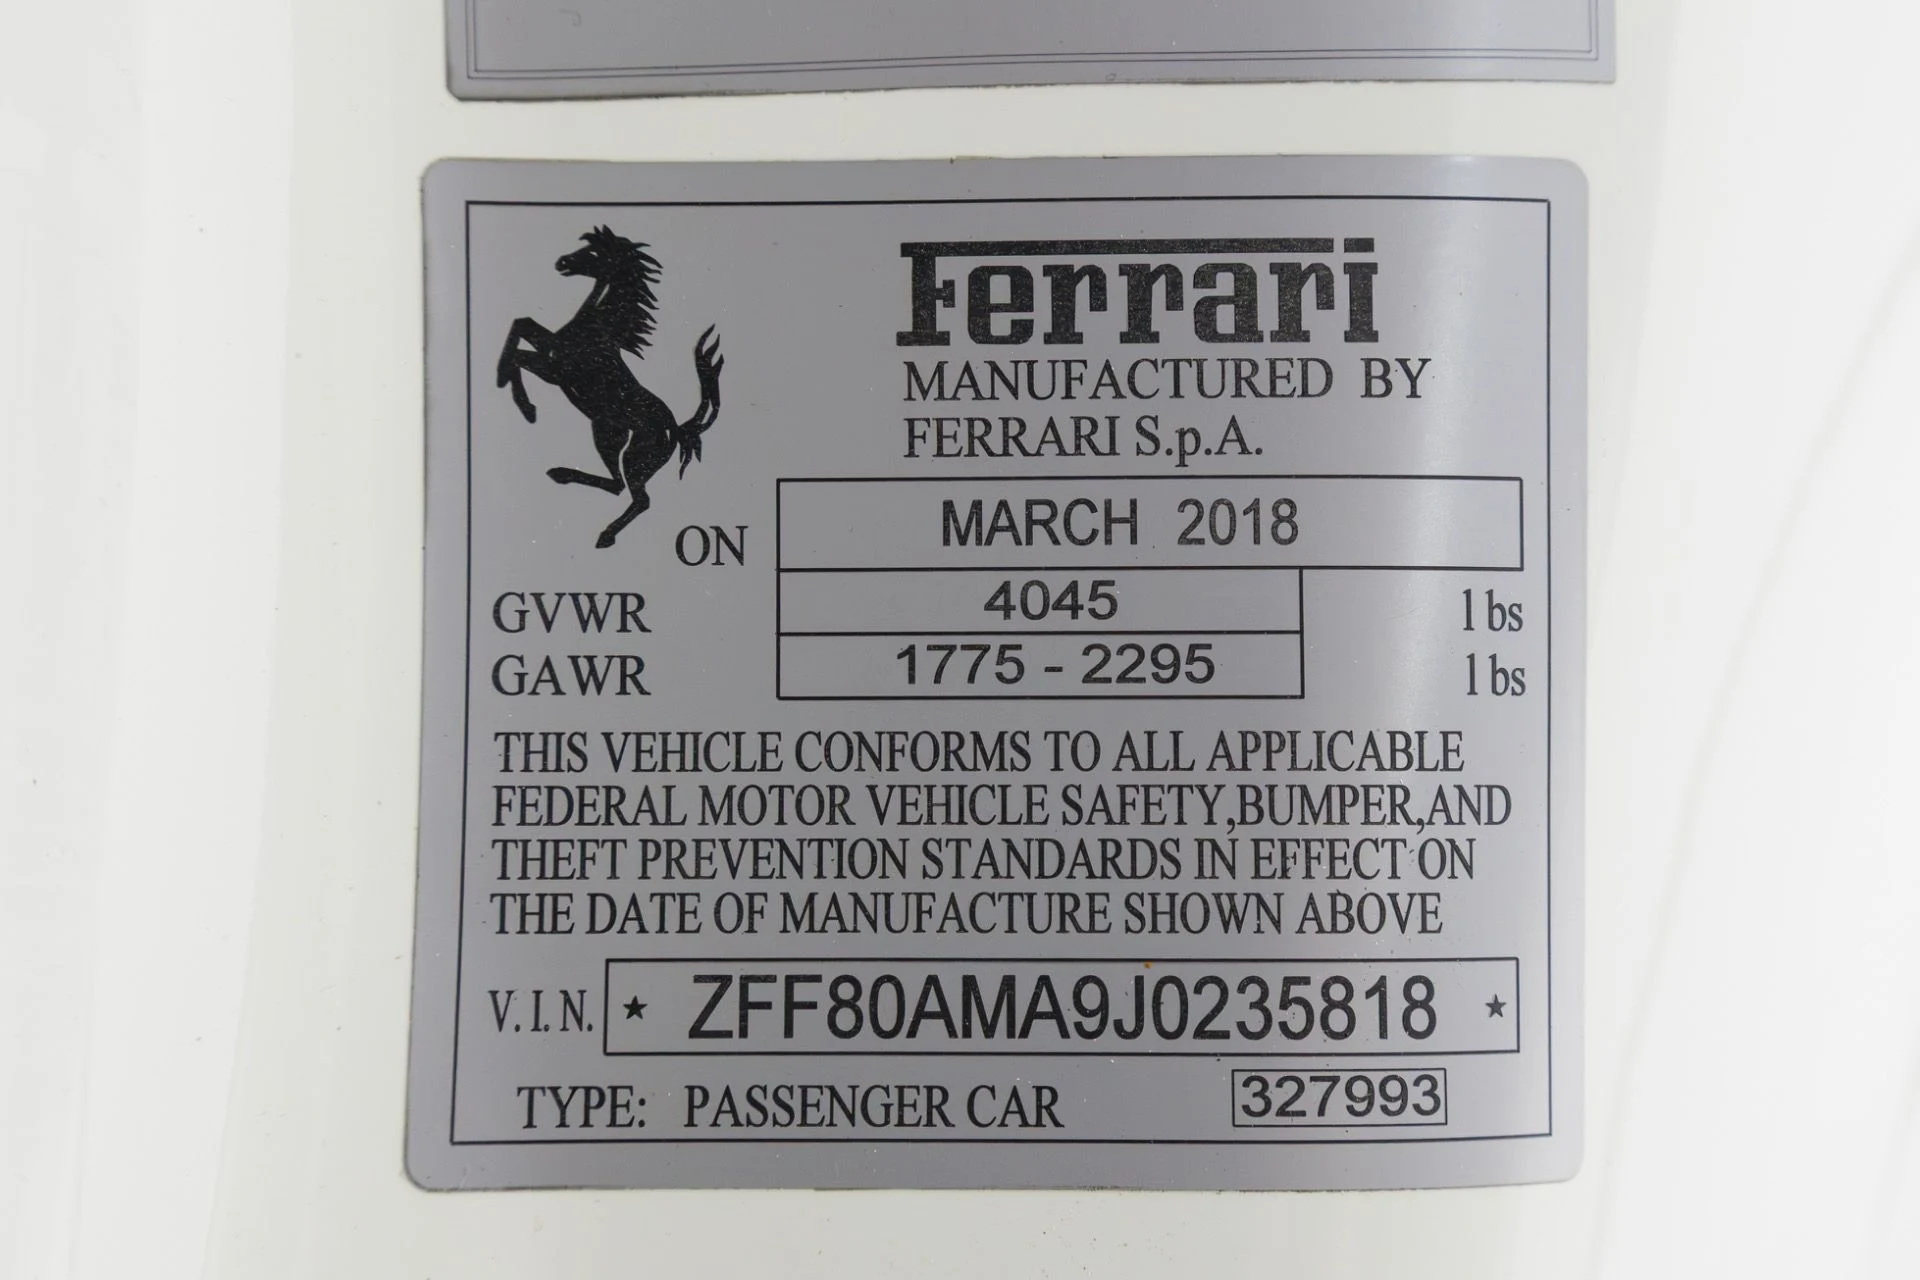 Ferrari
MANUFACTURED BY
FERRARI S.p.A.
ON MARCH 2018
GVWR 4045 lbs
GAWR 1775 - 2295 lbs
THIS VEHICLE CONFORMS TO ALL APPLICABLE
FEDERAL MOTOR VEHICLE SAFETY,BUMPER,AND
THEFT PREVENTION STANDARDS IN EFFECT ON
THE DATE OF MANUFACTURE SHOWN ABOVE
V.I.N. ★ ZFF80AMA9J0235818 ★
TYPE: PASSENGER CAR 327993